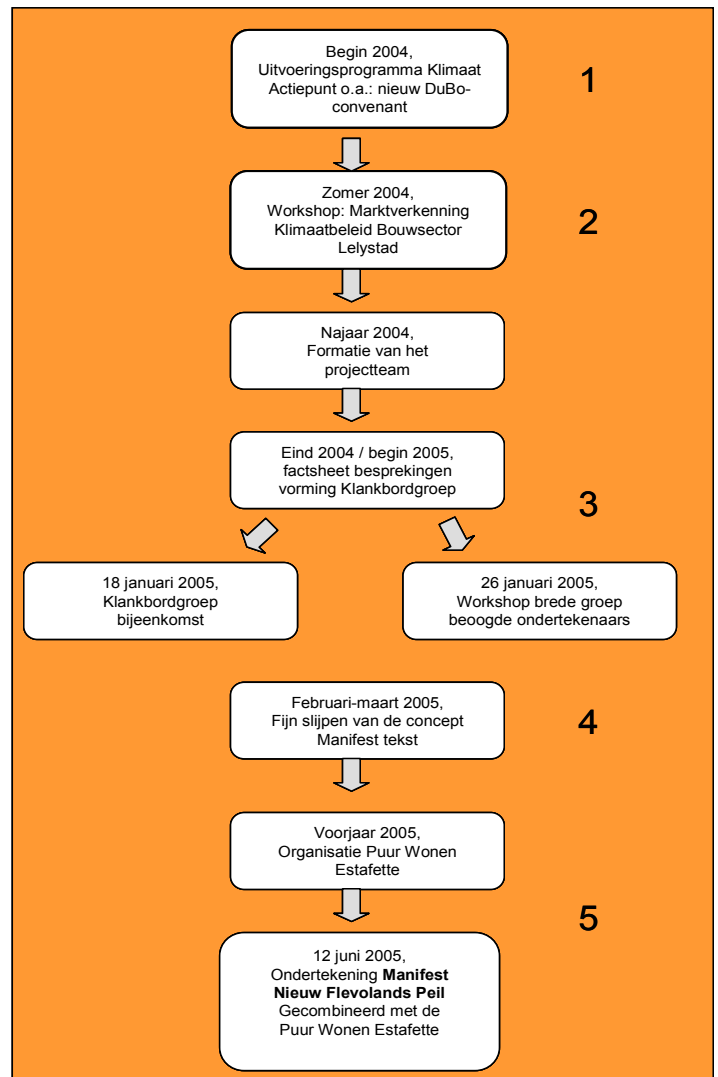 Begin 2004,
Uitvoeringsprogramma Klimaat
Actiepunt o.a.: nieuw DuBo-
convenant
1
Zomer 2004,
Workshop: Marktverkenning
Klimaatbeleid Bouwsector
Lelystad
2
Najaar 2004,
Formatie van het
projectteam
Eind 2004 / begin 2005,
factsheet besprekingen
vorming Klankbordgroep
3
18 januari 2005,
Klankbordgroep
bijeenkomst
26 januari 2005,
Workshop brede groep
beoogde ondertekenaars
Februari-maart 2005,
Fijn slijpen van de concept
Manifest tekst
4
Voorjaar 2005,
Organisatie Puur Wonen
Estafette
5
12 juni 2005,
Ondertekening Manifest
Nieuw Flevolands Peil
Gecombineerd met de
Puur Wonen Estafette